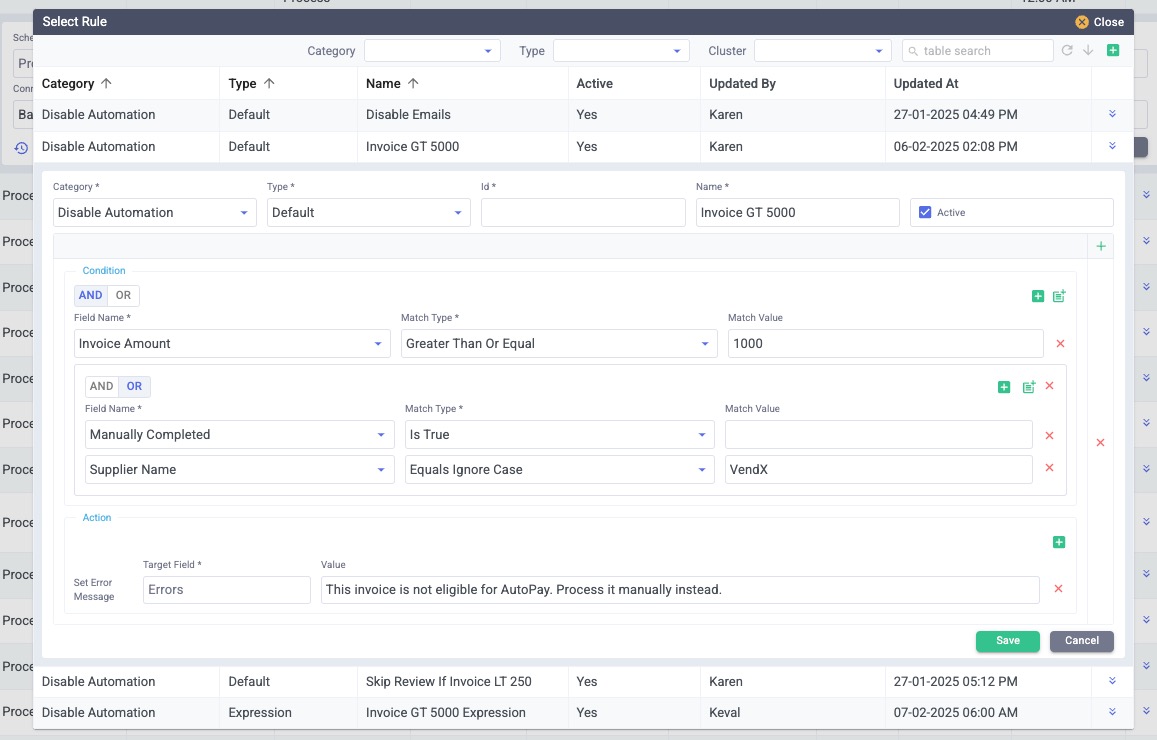 Process
12:00 AM
Select Rule
Close
Sche
Category
Type
Cluster
table search
Pr
Category Type Name Active Updated By Updated At
Conn
Disable Automation Default Disable Emails Yes Karen 27-01-2025 04:49 PM
Ba
Disable Automation Default Invoice GT 5000 Yes Karen 06-02-2025 02:08 PM
Category * Type * Id * Name *
Proce
Disable Automation Default Invoice GT 5000 Active
Proce
Condition
AND OR
Proce
Field Name * Match Type * Match Value
Proce
Invoice Amount Greater Than Or Equal 1000
Proce
AND OR
Field Name * Match Type * Match Value
Proce
Manually Completed Is True
Proce
Supplier Name Equals Ignore Case VendX
Action
Proce
Target Field * Value
Proce
Set Error
Message
Errors This invoice is not eligible for AutoPay. Process it manually instead.
Proce
Save Cancel
Proce
Disable Automation Default Skip Review If Invoice LT 250 Yes Karen 27-01-2025 05:12 PM
Proce
Disable Automation Expression Invoice GT 5000 Expression Yes Keval 07-02-2025 06:00 AM